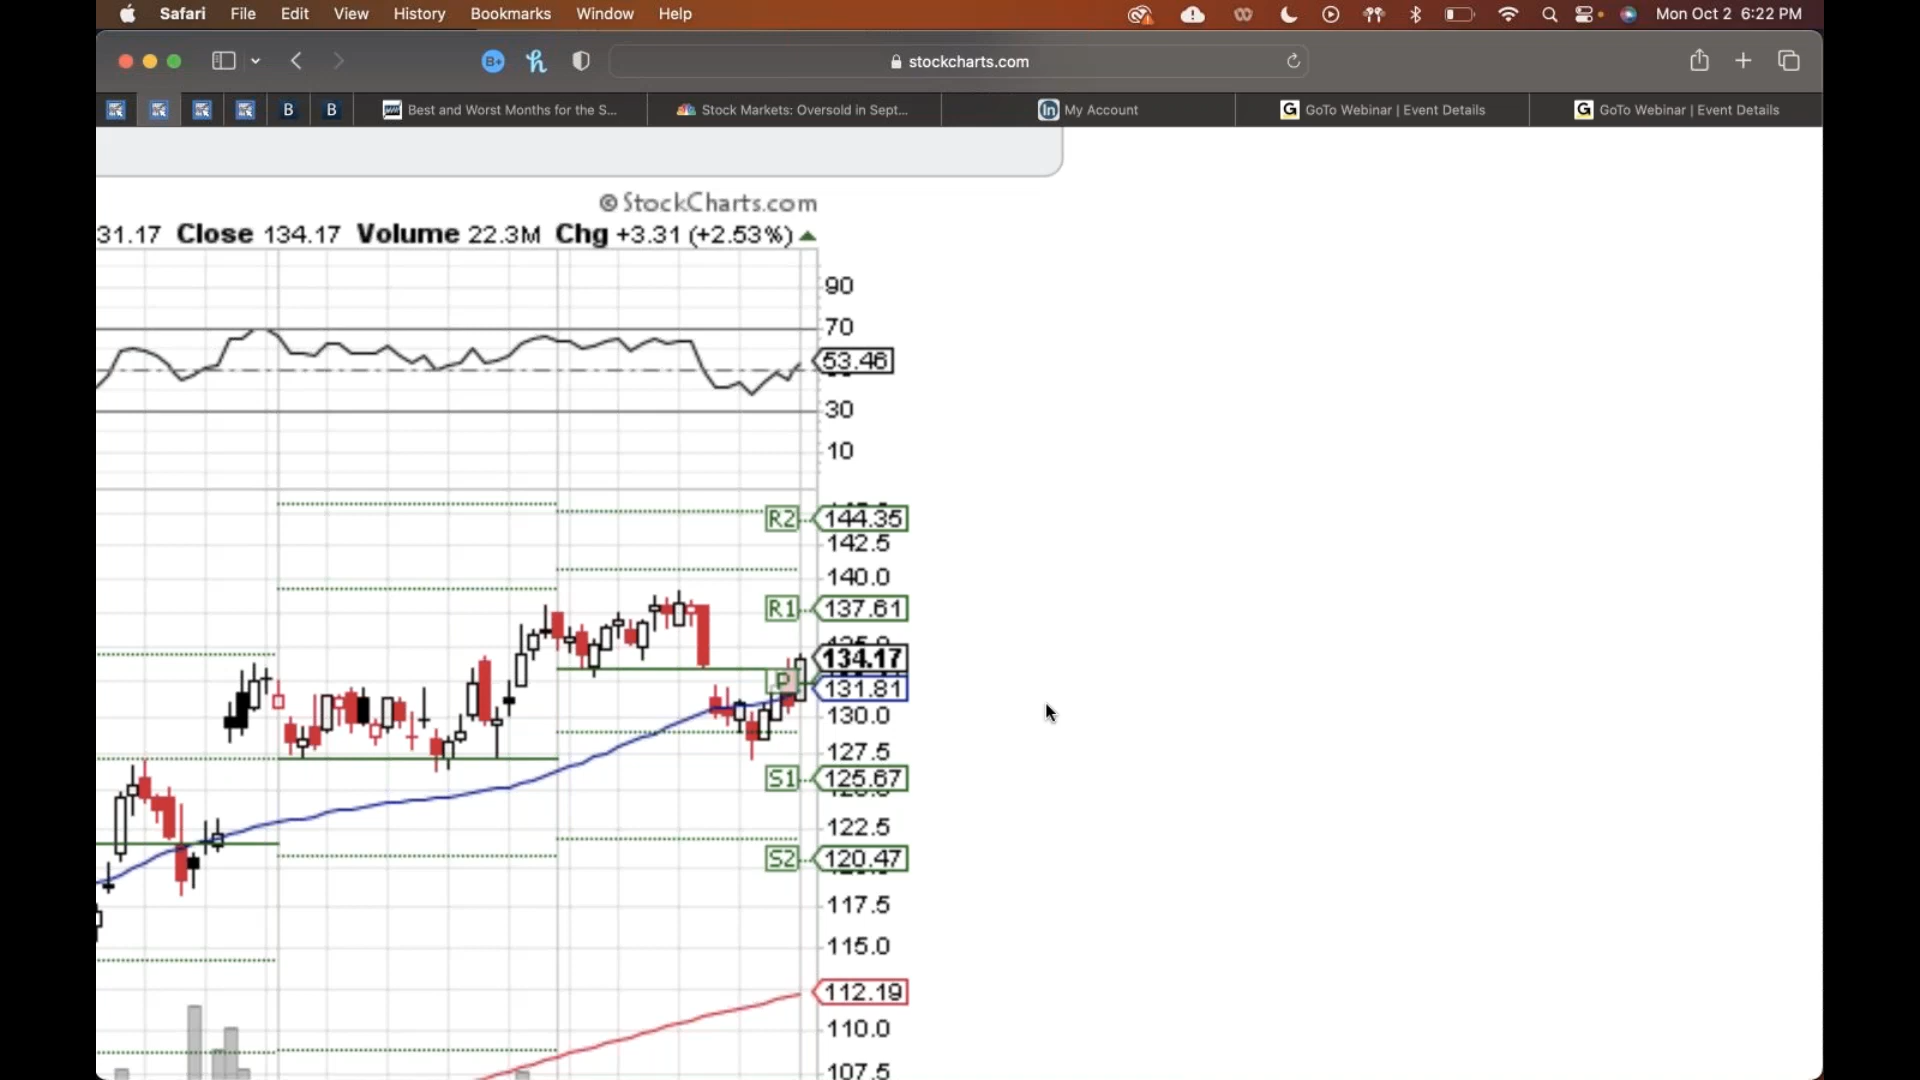 Safari File Edit View History Bookmarks Window Help Mon Oct 2 6:22 PM
B+ h stockcharts.com
B B Best and Worst Months for the S... Stock Markets: Oversold in Sept... In My Account G GoTo Webinar | Event Details G GoTo Webinar | Event Details
© StockCharts.com
31.17 Close 134.17 Volume 22.3M Chg +3.31 (+2.53%)
90
70
53.46
30
10
R2 144.35
142.5
140.0
R1 137.61
134.17
P
131.81
130.0
127.5
S1 125.67
122.5
S2 120.47
117.5
115.0
112.19
110.0
107.5